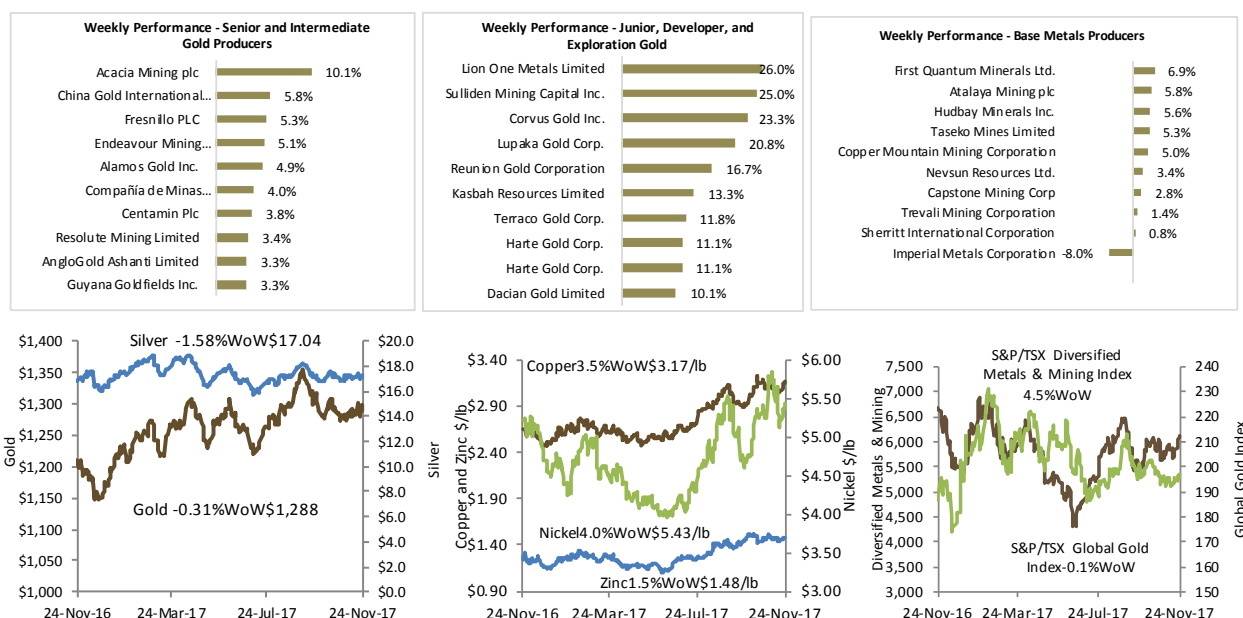 Weekly Performance - Senior and Intermediate
Gold Producers
Acacia Mining plc 10.1%
China Gold International... 5.8%
Fresnillo PLC 5.3%
Endeavour Mining... 5.1%
Alamos Gold Inc. 4.9%
Compañía de Minas... 4.0%
Centamin Plc 3.8%
Resolute Mining Limited 3.4%
AngloGold Ashanti Limited 3.3%
Guyana Goldfields Inc. 3.3%
Weekly Performance - Junior, Developer, and
Exploration Gold
Lion One Metals Limited 26.0%
Sulliden Mining Capital Inc. 25.0%
Corvus Gold Inc. 23.3%
Lupaka Gold Corp. 20.8%
Reunion Gold Corporation 16.7%
Kasbah Resources Limited 13.3%
Terraco Gold Corp. 11.8%
Harte Gold Corp. 11.1%
Harte Gold Corp. 11.1%
Dacian Gold Limited 10.1%
Weekly Performance - Base Metals Producers
First Quantum Minerals Ltd. 6.9%
Atalaya Mining plc 5.8%
Hudbay Minerals Inc. 5.6%
Taseko Mines Limited 5.3%
Copper Mountain Mining Corporation 5.0%
Nevsun Resources Ltd. 3.4%
Capstone Mining Corp 2.8%
Trevali Mining Corporation 1.4%
Sherritt International Corporation 0.8%
Imperial Metals Corporation -8.0%
Silver -1.58%WoW$17.04
Gold -0.31%WoW$1,288
Gold
$1,400
$1,350
$1,300
$1,250
$1,200
$1,150
$1,100
$1,050
$1,000
$20.0
$18.0
$16.0
$14.0
$12.0
$10.0
$8.0
$6.0
$4.0
$2.0
$0.0
Silver
24-Nov-16 24-Mar-17 24-Jul-17 24-Nov-17
Copper3.5%WoW$3.17/lb
Nickel4.0%WoW$5.43/lb
Zinc1.5%WoW$1.48/lb
Copper and Zinc $/lb
$3.40
$2.90
$2.40
$1.90
$1.40
$0.90
$6.00
$5.50
$5.00
$4.50
$4.00
$3.50
$3.00
Nickel $/lb
24-Nov-16 24-Mar-17 24-Jul-17 24-Nov-17
S&P/TSX Diversified
Metals & Mining Index
4.5%WoW
S&P/TSX Global Gold
Index-0.1%WoW
Diversified Metals & Mining
7,500
7,000
6,500
6,000
5,500
5,000
4,500
4,000
3,500
3,000
240
230
220
210
200
190
180
170
160
150
Global Gold Index
24-Nov-16 24-Mar-17 24-Jul-17 24-Nov-17